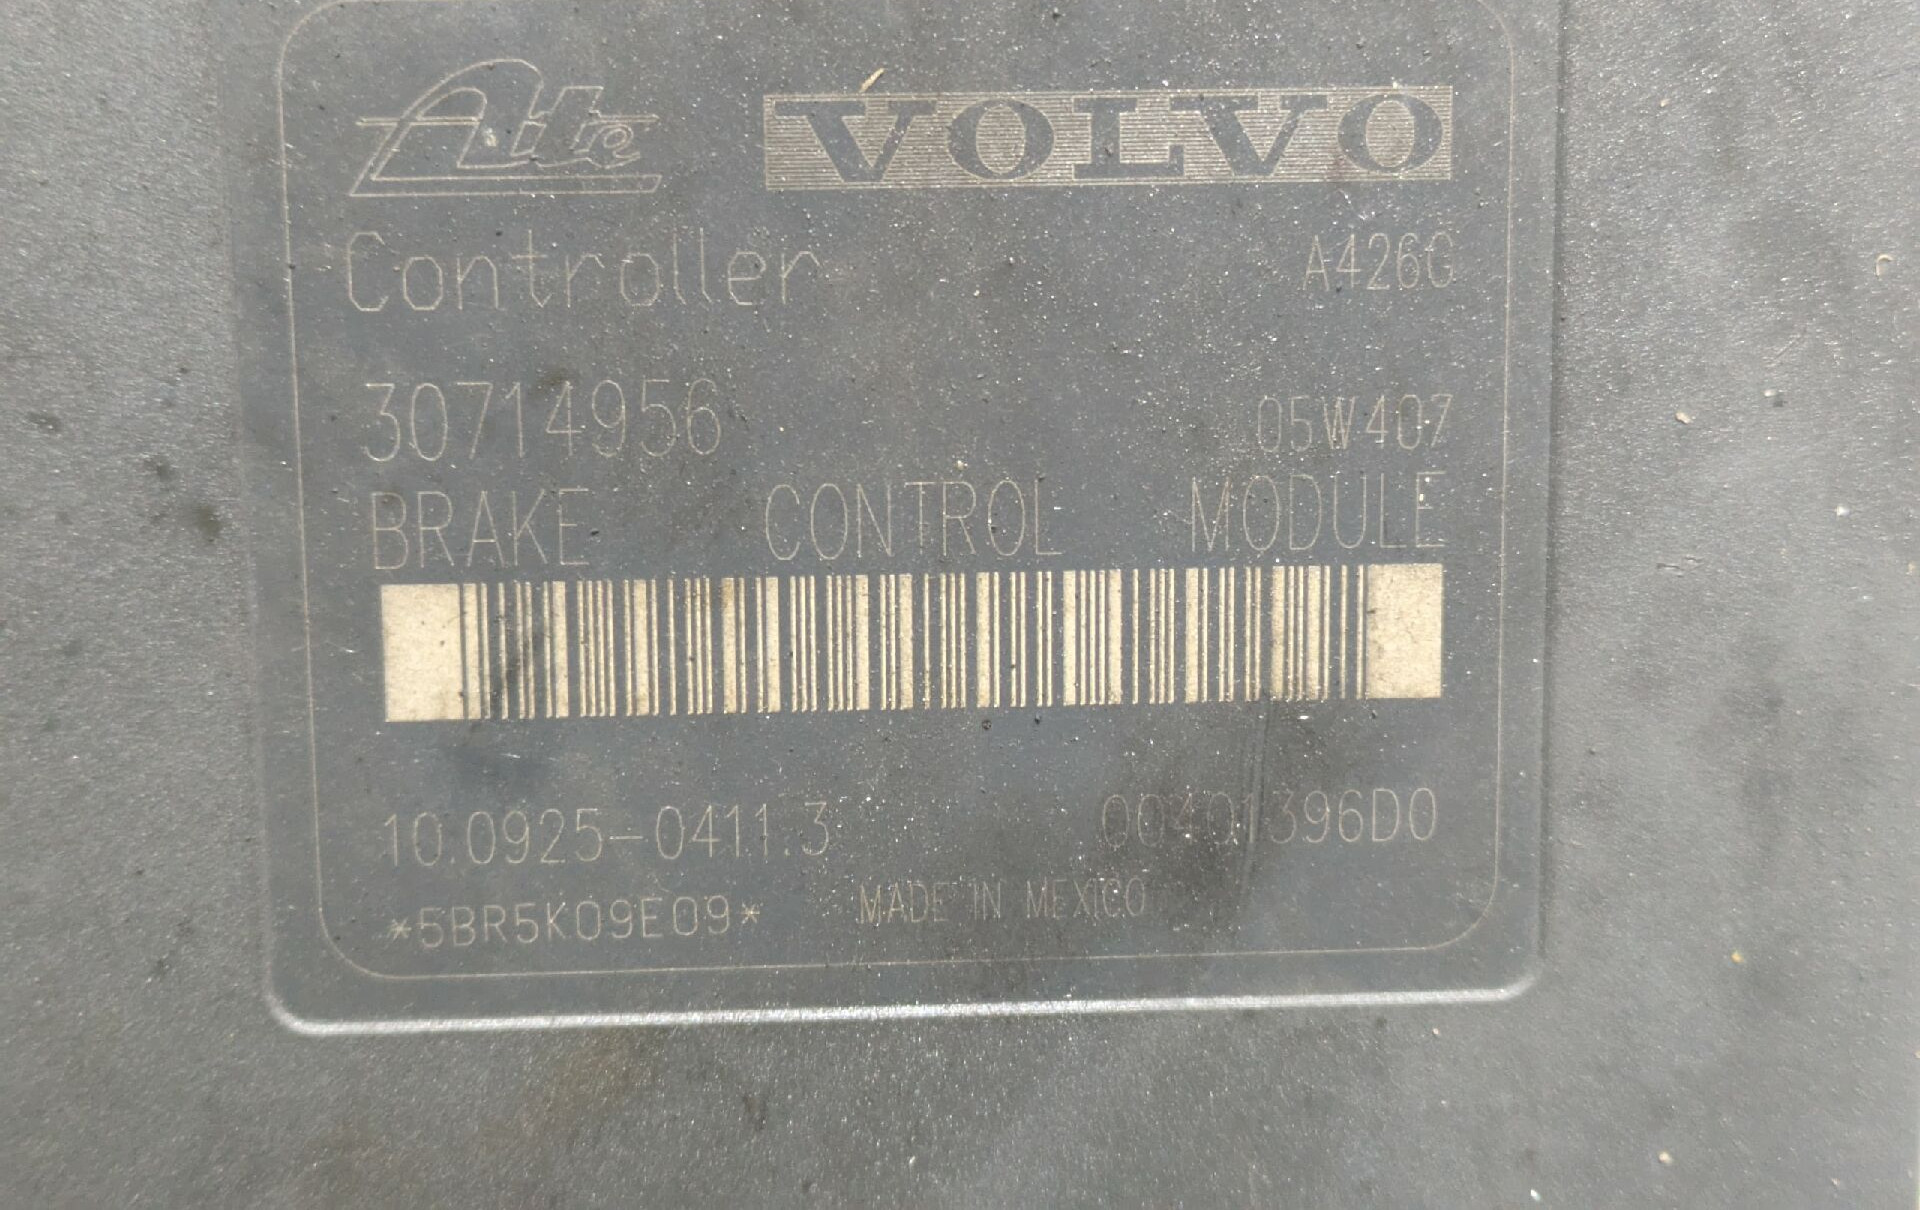 Ate VOLVO
Controller A426G
30714956 05W407
BRAKE CONTROL MODULE
10.0925-0411.3 00401396D0
*5BR5K09E09* MADE IN MEXICO